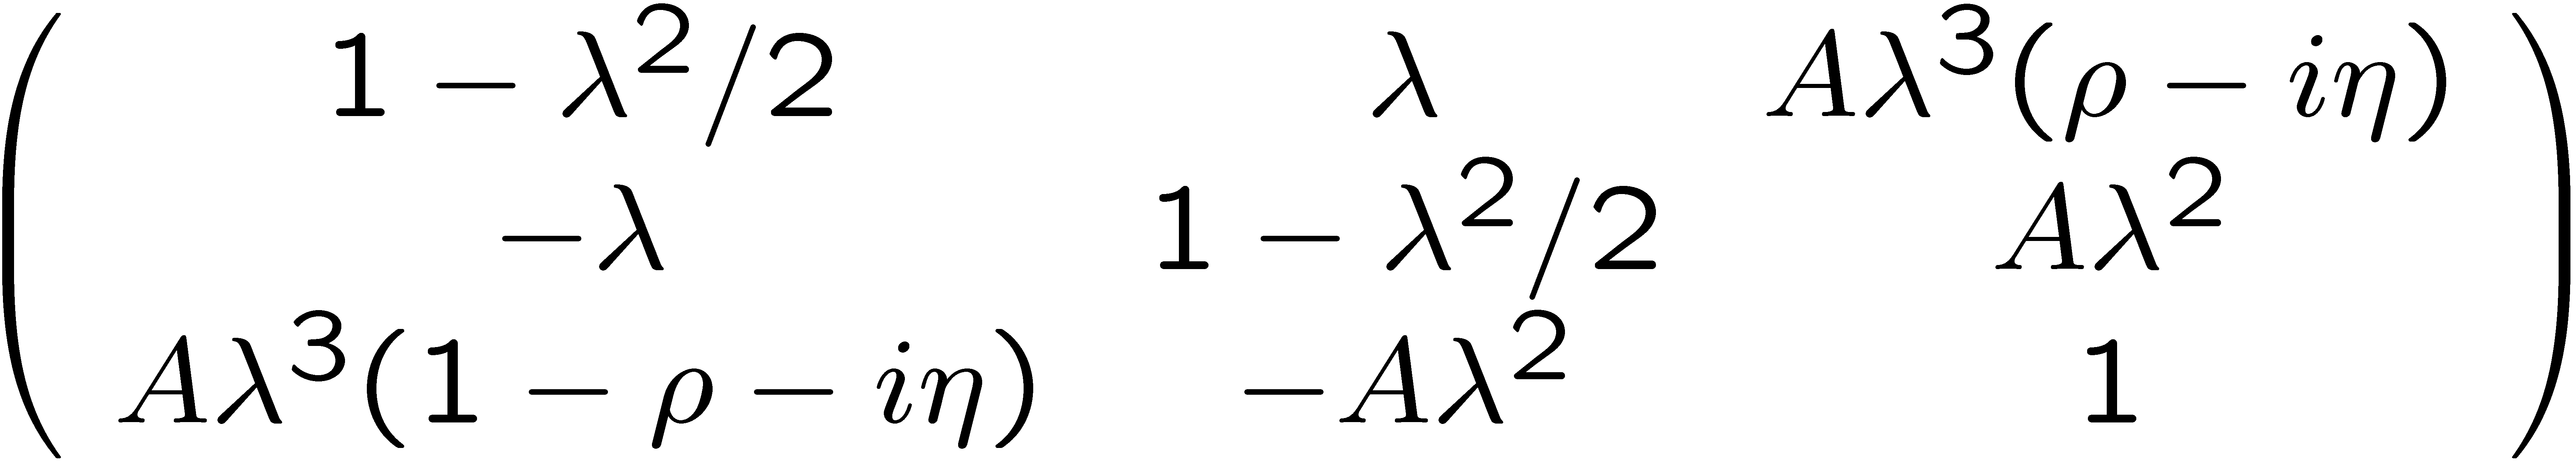 1 − λ²/2 λ Aλ³(ρ − iη)
−λ 1 − λ²/2 Aλ²
Aλ³(1 − ρ − iη) −Aλ² 1